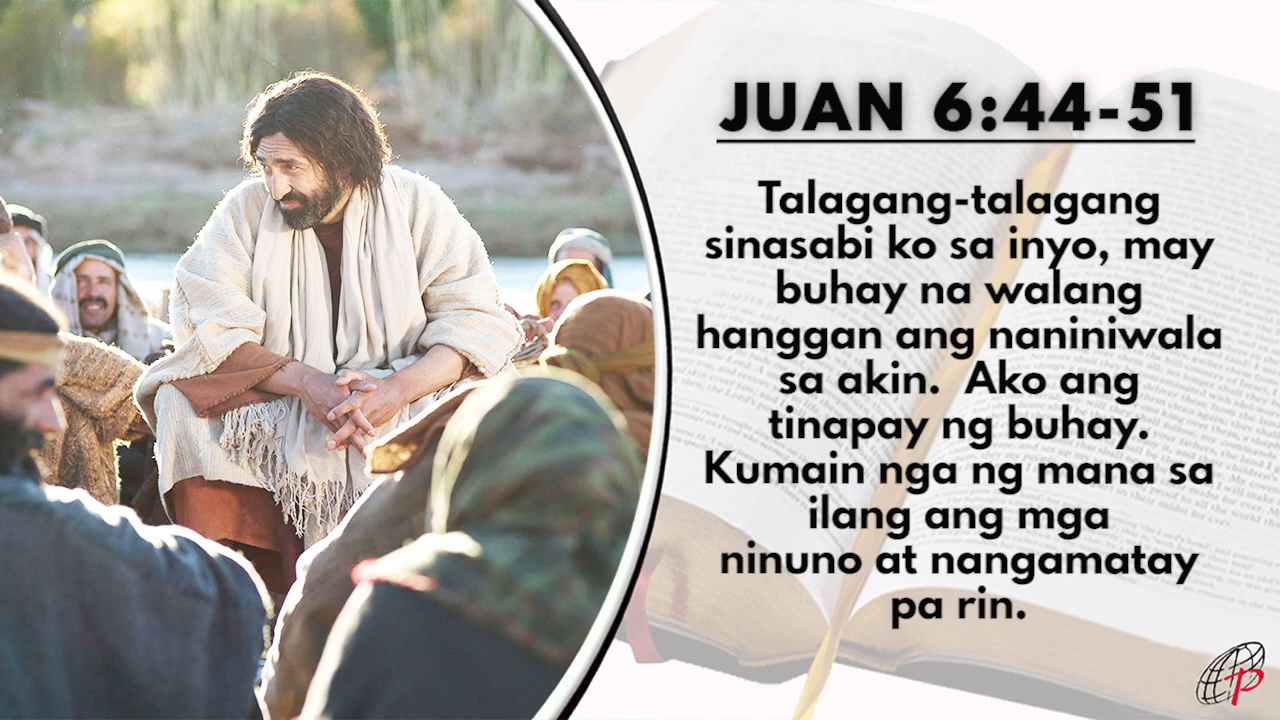 JUAN 6:44-51
Talagang-talagang
sinasabi ko sa inyo, may
buhay na walang
hanggan ang naniniwala
sa akin.  Ako ang
tinapay ng buhay.
Kumain nga ng mana sa
ilang ang mga
ninuno at nangamatay
pa rin.